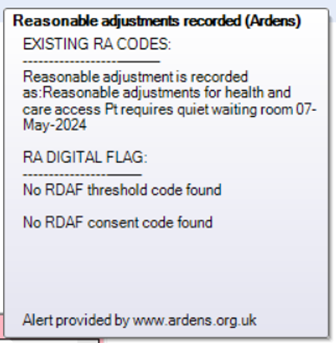 Reasonable adjustments recorded (Ardens)
EXISTING RA CODES:
--------------------------------
Reasonable adjustment is recorded
as:Reasonable adjustments for health and
care access Pt requires quiet waiting room 07-
May-2024
RA DIGITAL FLAG:
----------------------------
No RDAF threshold code found
No RDAF consent code found
Alert provided by www.ardens.org.uk